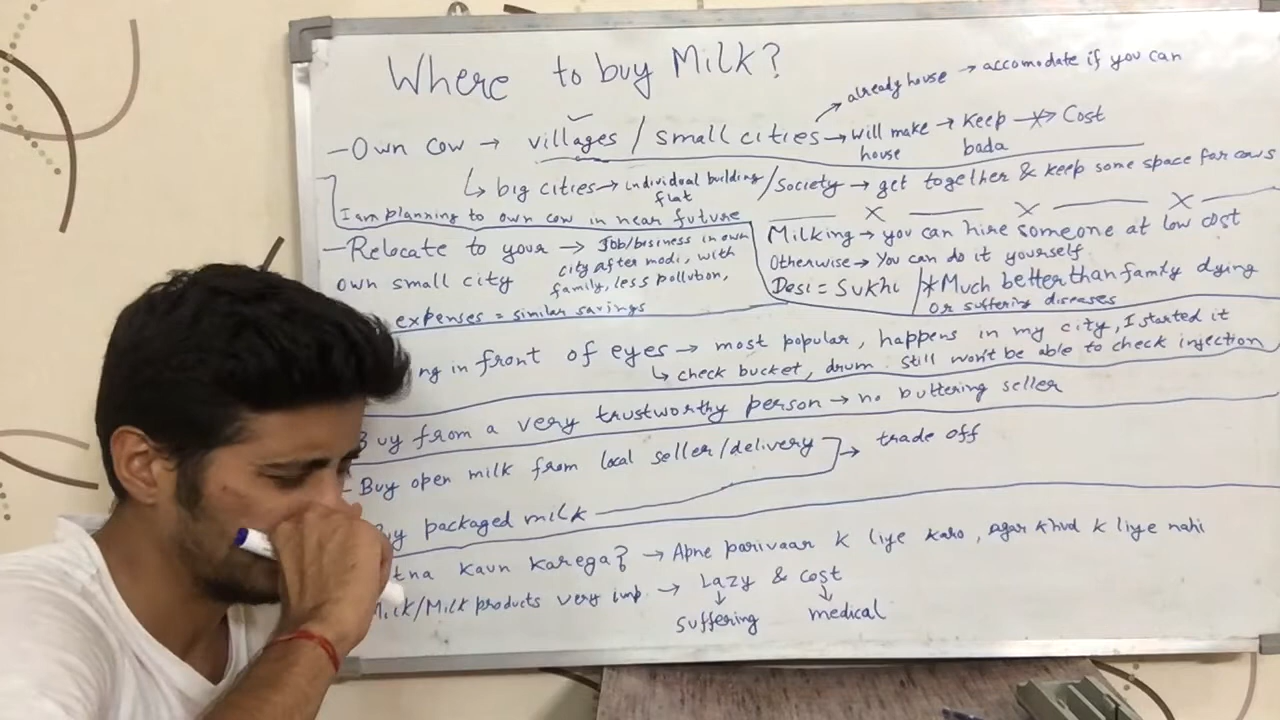 Where to buy Milk?
already house → accomodate if you can
- Own cow → villages / small cities → will make house → Keep bada → Cost
↳ big cities → individual building flat / Society → get together & keep some space for cows
I am planning to own cow in near future
- Relocate to your → Job/business in own
own small city
city after modi, with
family, less pollution,
expenses = similar savings
Milking → you can hire someone at low cost
Otherwise → You can do it yourself
Desi = Sukhi / * Much better than family dying
Or suffering diseases
in front of eyes → most popular, happens in my city, I started it
↳ check bucket, drum. still won't be able to check injection
Buy from a very trustworthy person → no buttering seller
- Buy open milk from local seller/delivery → trade off
packaged milk
kaun karega? → Apne parivaar k liye karo, agar khud k liye nahi
Milk/Milk products very imp → Lazy & cost
↓ ↓
suffering medical